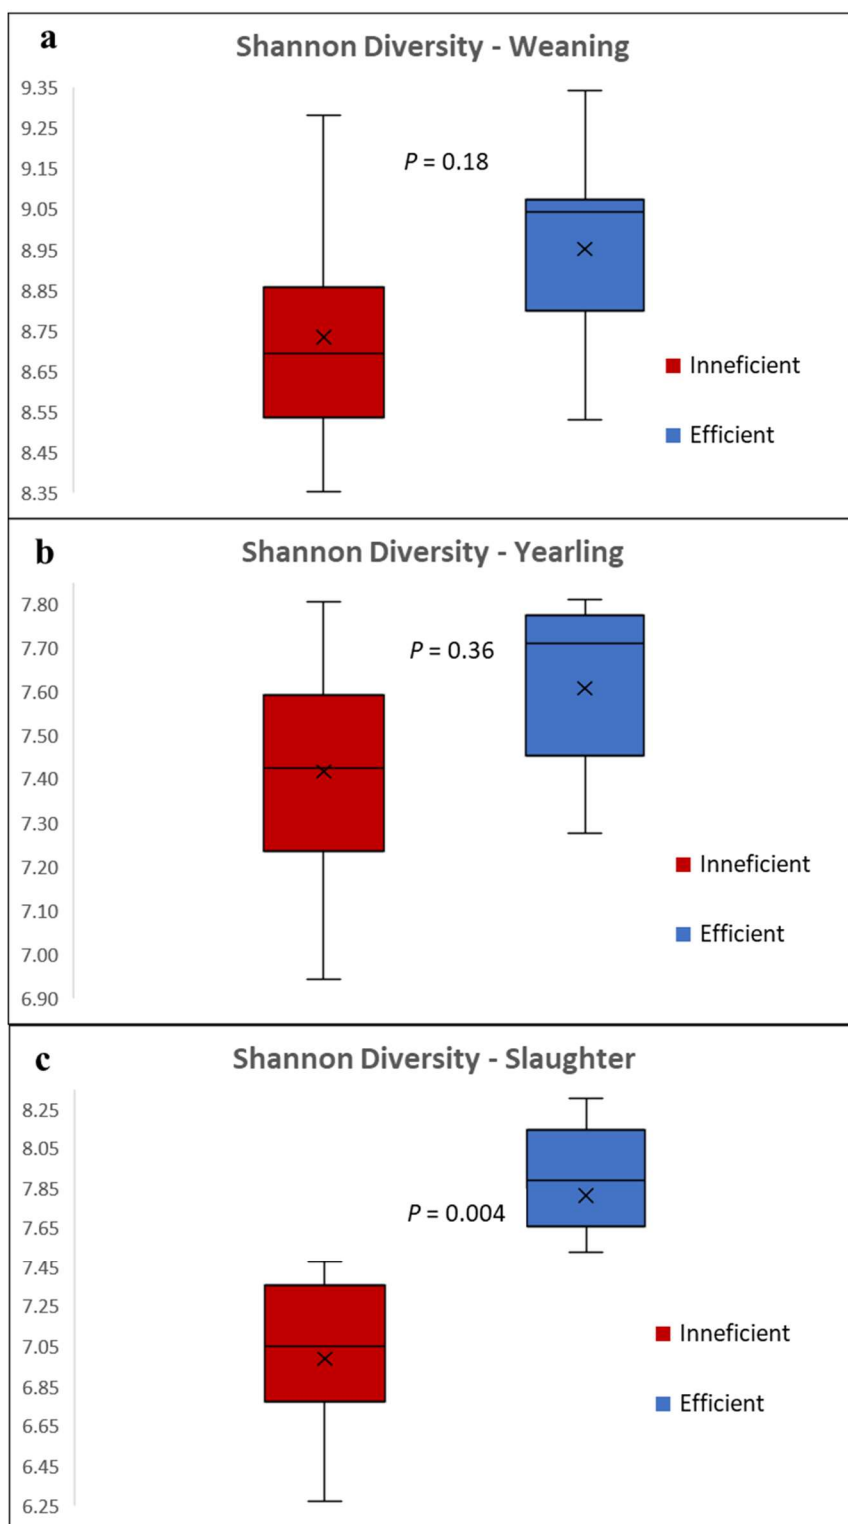 a
Shannon Diversity - Weaning
9.35
9.25
9.15
9.05
8.95
8.85
8.75
8.65
8.55
8.45
8.35
P = 0.18
Inneficient
Efficient
b
Shannon Diversity - Yearling
7.80
7.70
7.60
7.50
7.40
7.30
7.20
7.10
7.00
6.90
P = 0.36
Inneficient
Efficient
c
Shannon Diversity - Slaughter
8.25
8.05
7.85
7.65
7.45
7.25
7.05
6.85
6.65
6.45
6.25
P = 0.004
Inneficient
Efficient